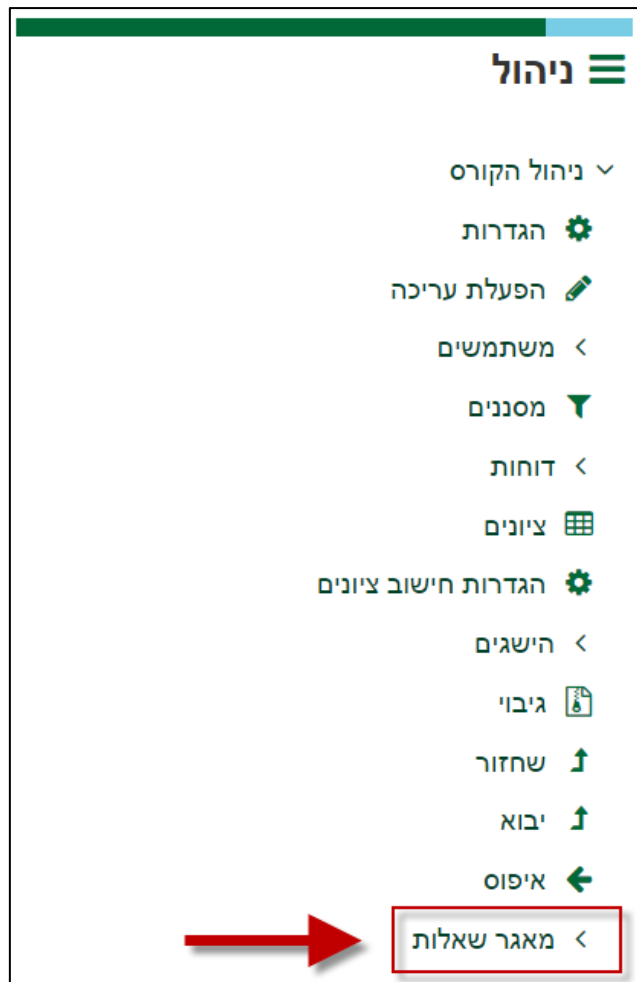 ניהול
ניהול הקורס
הגדרות
הפעלת עריכה
משתמשים
מסננים
דוחות
ציונים
הגדרות חישוב ציונים
הישגים
גיבוי
שחזור
יבוא
איפוס
מאגר שאלות